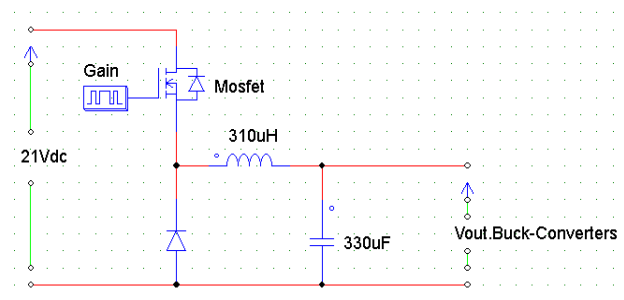 Gain
Mosfet
310uH
21Vdc
330uF
Vout.Buck-Converters